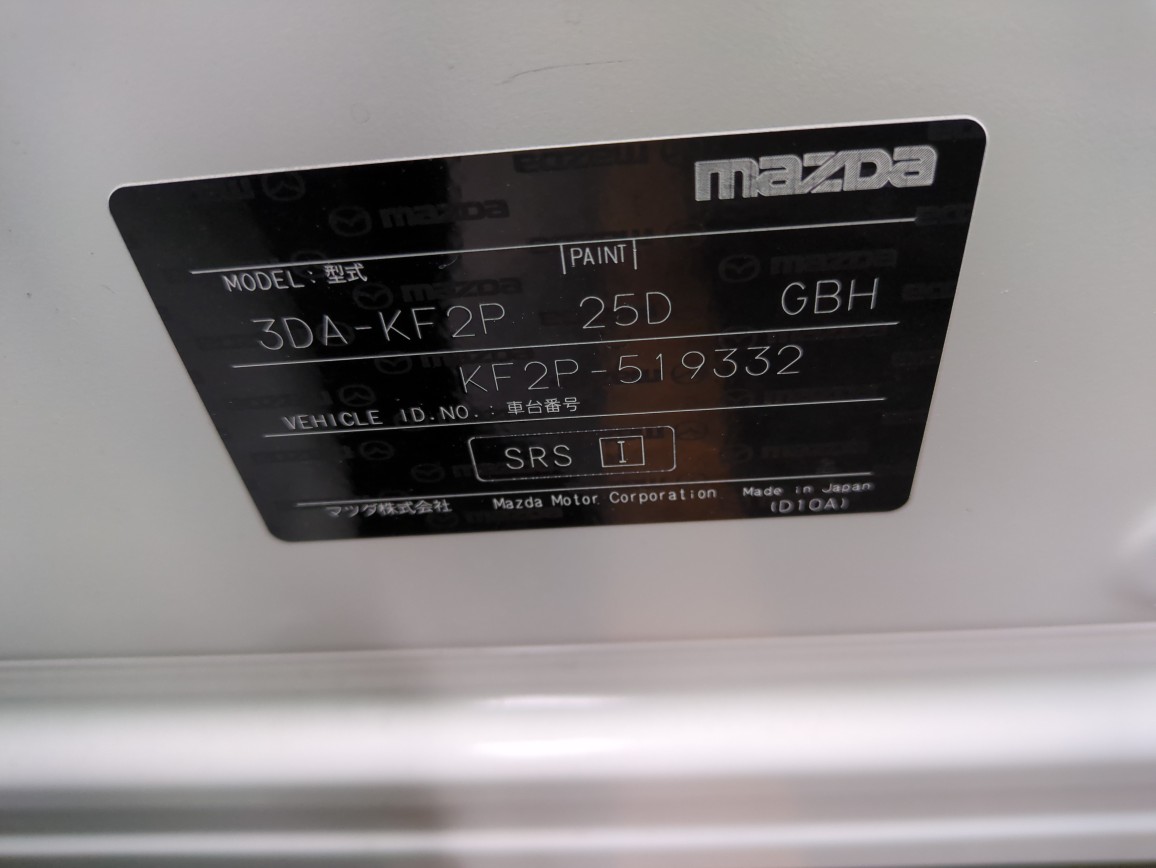 mazda
MODEL: 型式 PAINT
3DA-KF2P 25D GBH
KF2P-519332
VEHICLE ID.NO.: 車台番号
SRS I
マツダ株式会社 Mazda Motor Corporation Made in Japan
(D10A)